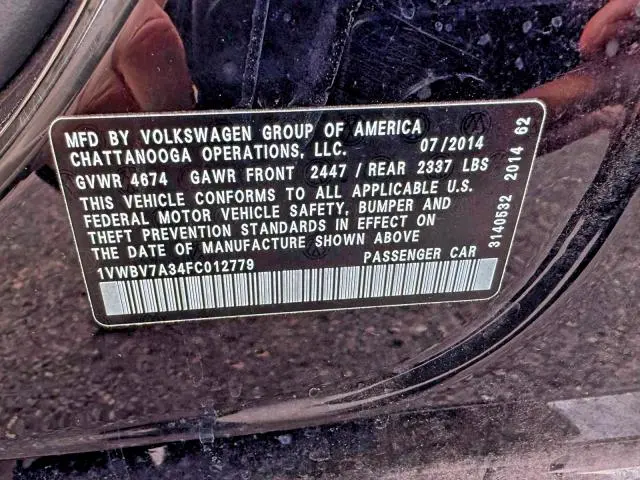 MFD BY VOLKSWAGEN GROUP OF AMERICA
CHATTANOOGA OPERATIONS, LLC. 07/2014
GVWR 4674 GAWR FRONT 2447 / REAR 2337 LBS
THIS VEHICLE CONFORMS TO ALL APPLICABLE U.S.
FEDERAL MOTOR VEHICLE SAFETY, BUMPER AND
THEFT PREVENTION STANDARDS IN EFFECT ON
THE DATE OF MANUFACTURE SHOWN ABOVE
1VWBV7A34FC012779 PASSENGER CAR
3140532 2014 62